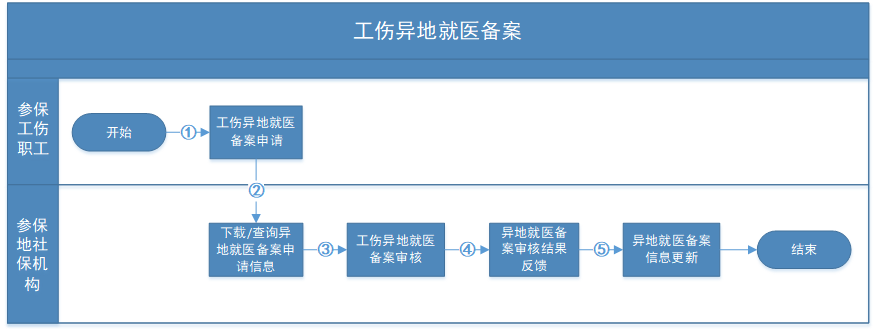 工伤异地就医备案
参保
工伤
职工
开始
①
工伤异地就医
备案申请
②
参保
地社
保机
构
下载/查询异
地就医备案申
请信息
③
工伤异地就医
备案审核
④
异地就医备
案审核结果
反馈
⑤
异地就医备案
信息更新
结束